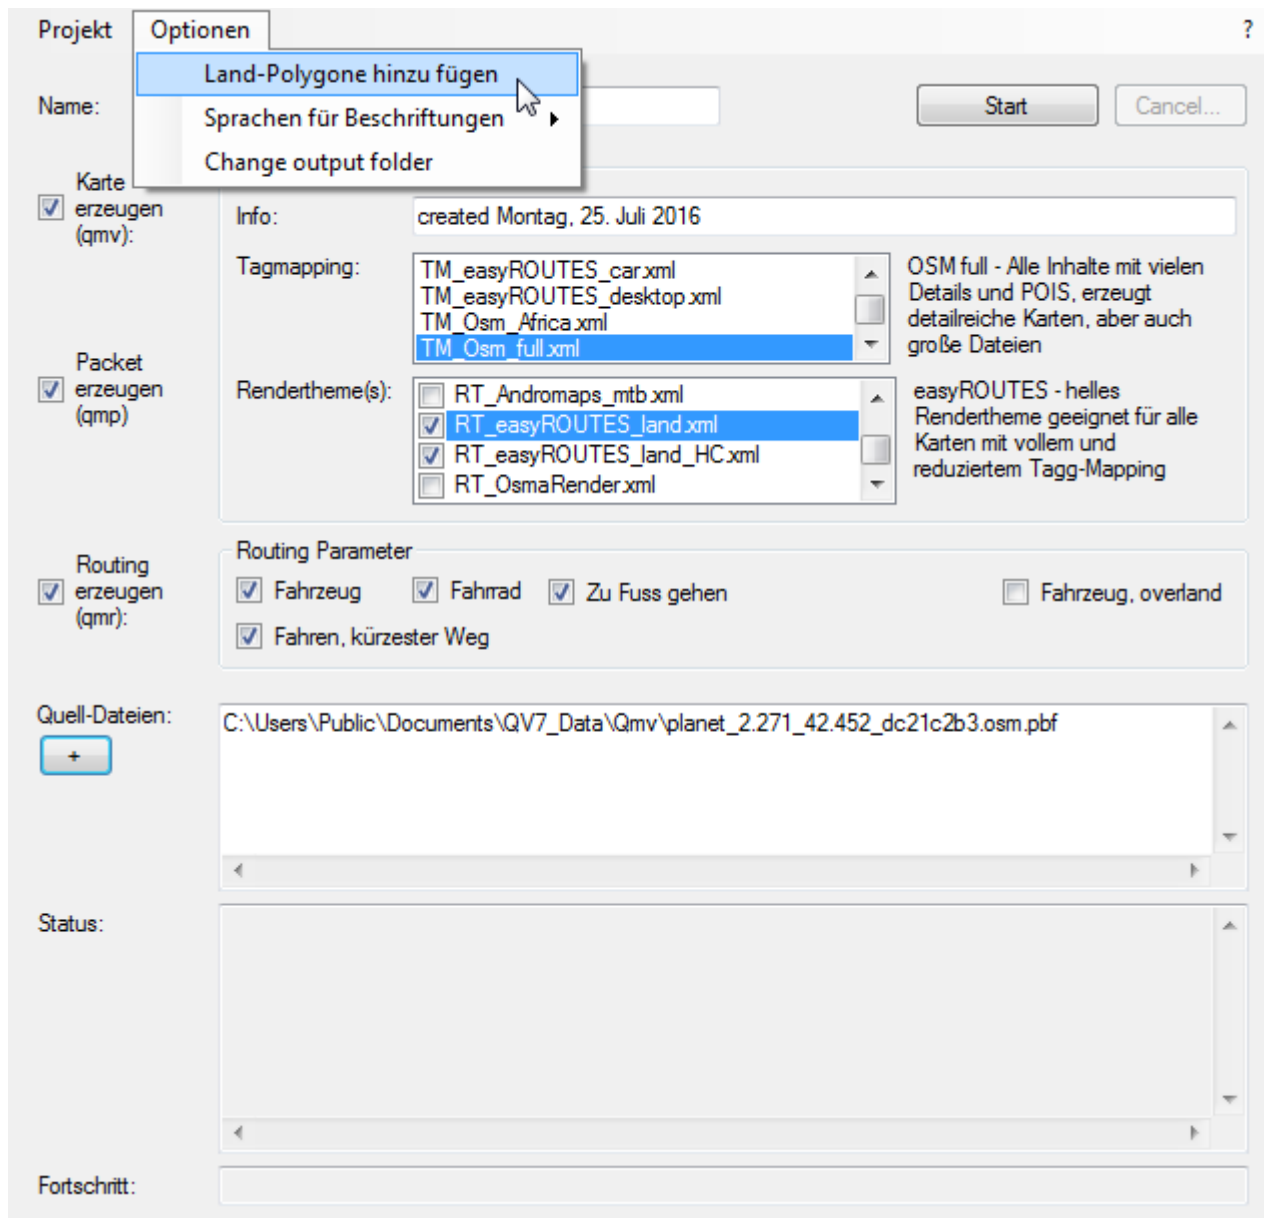 Projekt Optionen ?
Land-Polygone hinzu fügen
Sprachen für Beschriftungen
Change output folder
Name:
Start Cancel...
Karte
erzeugen
(qmv):
Info: created Montag, 25. Juli 2016
Tagmapping:
TM_easyROUTES_car.xml
TM_easyROUTES_desktop.xml
TM_Osm_Africa.xml
TM_Osm_full.xml
OSM full - Alle Inhalte mit vielen
Details und POIS, erzeugt
detailreiche Karten, aber auch
große Dateien
Packet
erzeugen
(qmp)
Rendertheme(s):
RT_Andromaps_mtb.xml
RT_easyROUTES_land.xml
RT_easyROUTES_land_HC.xml
RT_OsmaRender.xml
easyROUTES - helles
Rendertheme geeignet für alle
Karten mit vollem und
reduziertem Tagg-Mapping
Routing
erzeugen
(qmr):
Routing Parameter
Fahrzeug Fahrrad Zu Fuss gehen Fahrzeug, overland
Fahren, kürzester Weg
Quell-Dateien:
+
C:\Users\Public\Documents\QV7_Data\Qmv\planet_2.271_42.452_dc21c2b3.osm.pbf
Status:
Fortschritt: